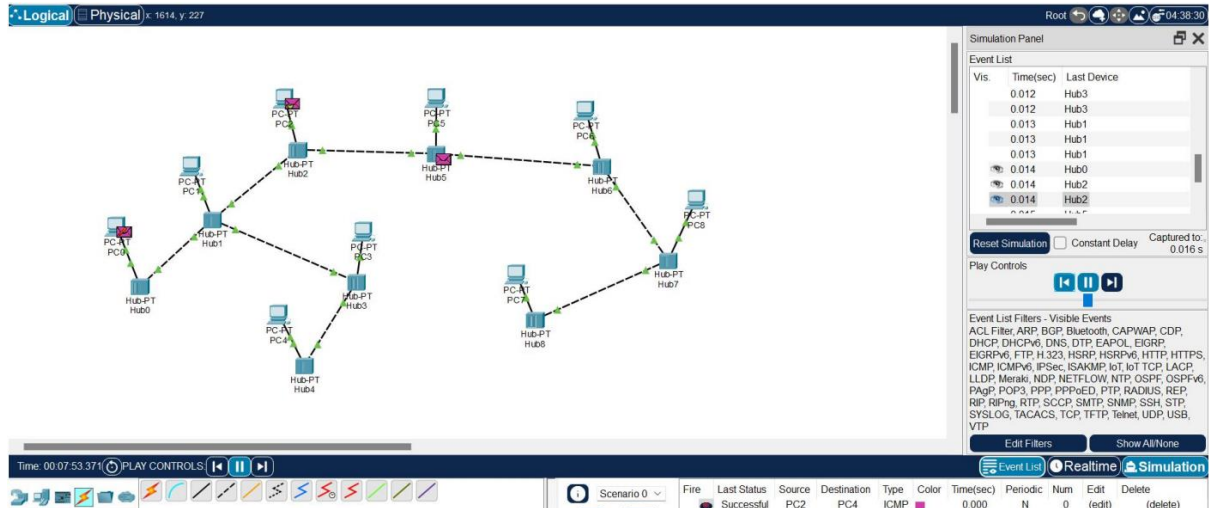 Logical Physical x: 1614, y: 227 Root 04:38:30
Simulation Panel
Event List
Vis. Time(sec) Last Device
0.012 Hub3
0.012 Hub3
0.013 Hub1
0.013 Hub1
0.013 Hub1
0.014 Hub0
0.014 Hub2
0.014 Hub2
Reset Simulation Constant Delay Captured to:
0.016 s
Play Controls
Event List Filters - Visible Events
ACL Filter, ARP, BGP, Bluetooth, CAPWAP, CDP,
DHCP, DHCPv6, DNS, DTP, EAPOL, EIGRP,
EIGRPv6, FTP, H.323, HSRP, HSRPv6, HTTP, HTTPS,
ICMP, ICMPv6, IPSec, ISAKMP, IoT, IoT TCP, LACP,
LLDP, Meraki, NDP, NETFLOW, NTP, OSPF, OSPFv6,
PAgP, POP3, PPP, PPPoED, PTP, RADIUS, REP,
RIP, RIPng, RTP, SCCP, SMTP, SNMP, SSH, STP,
SYSLOG, TACACS, TCP, TFTP, Telnet, UDP, USB,
VTP
Edit Filters Show All/None
PC-PT
PC2
PC-PT
PC5
PC-PT
PC6
Hub-PT
Hub2
Hub-PT
Hub5
Hub-PT
Hub6
PC-PT
PC1
PC-PT
PC8
PC-PT
PC0
Hub-PT
Hub1
PC-PT
PC3
Hub-PT
Hub7
PC-PT
PC7
Hub-PT
Hub0
Hub-PT
Hub3
PC-PT
PC4
Hub-PT
Hub8
Hub-PT
Hub4
Time: 00:07:53.371 PLAY CONTROLS: Event List Realtime Simulation
Scenario 0
Fire Last Status Source Destination Type Color Time(sec) Periodic Num Edit Delete
Successful PC2 PC4 ICMP 0.000 N 0 (edit) (delete)